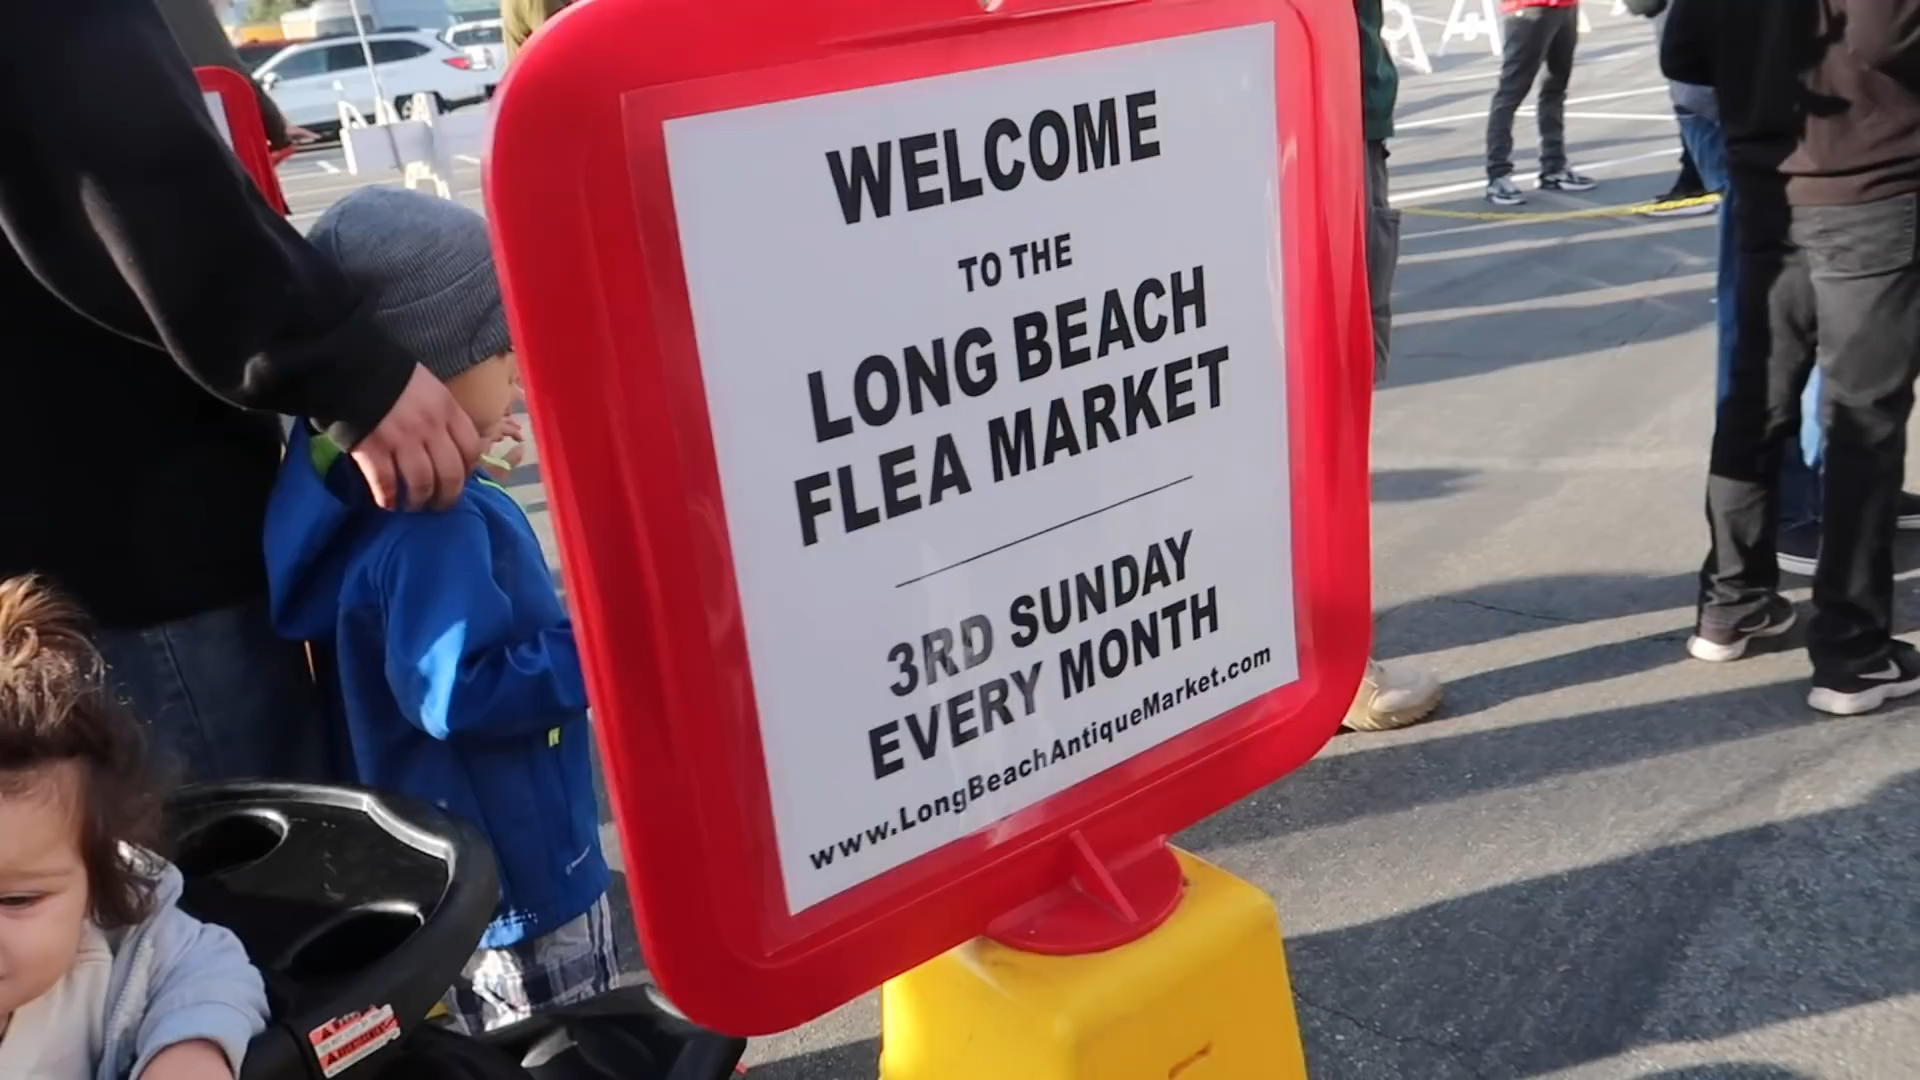 WELCOME
TO THE
LONG BEACH
FLEA MARKET
3RD SUNDAY
EVERY MONTH
www.LongBeachAntiqueMarket.com